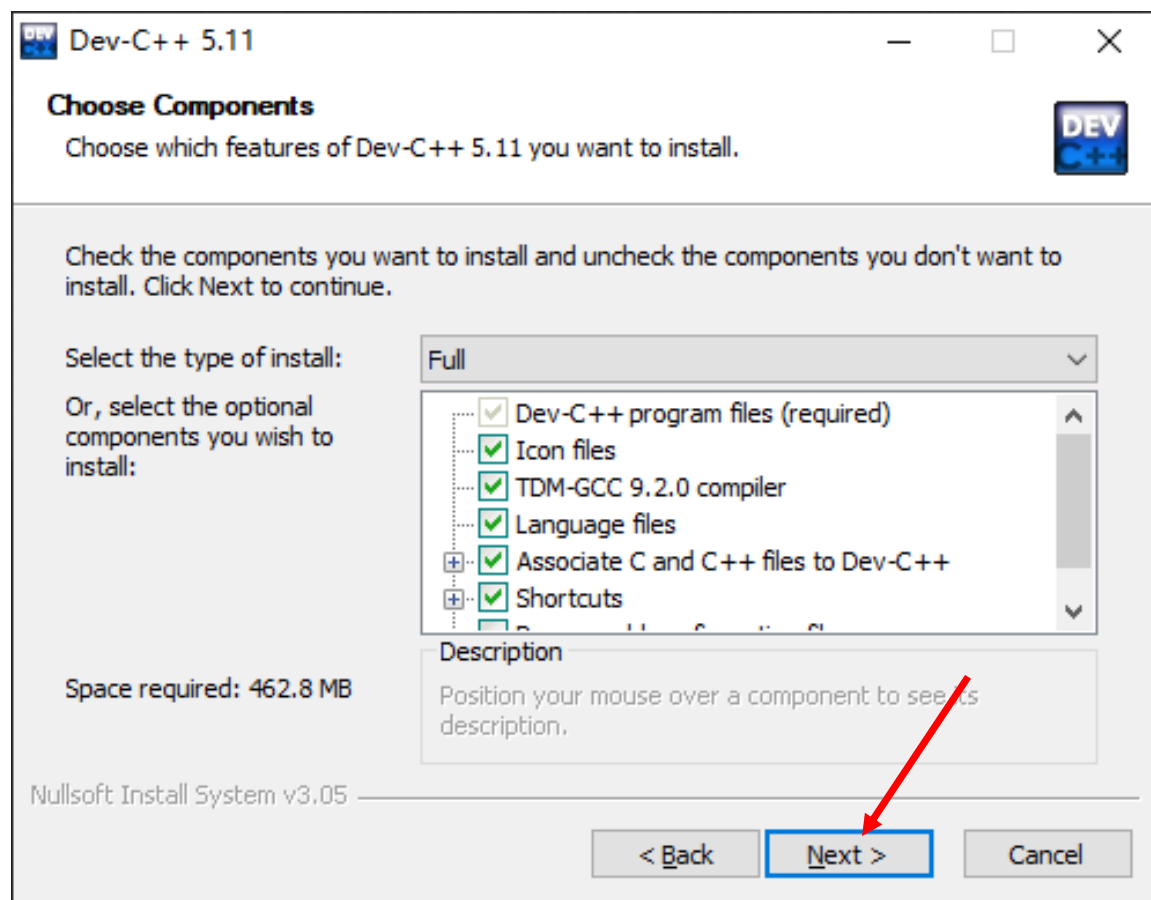 Dev-C++ 5.11
Choose Components
Choose which features of Dev-C++ 5.11 you want to install.
DEV
C++
Check the components you want to install and uncheck the components you don't want to
install. Click Next to continue.
Select the type of install:
Full
Or, select the optional
components you wish to
install:
Dev-C++ program files (required)
Icon files
TDM-GCC 9.2.0 compiler
Language files
Associate C and C++ files to Dev-C++
Shortcuts
Space required: 462.8 MB
Description
Position your mouse over a component to see its
description.
Nullsoft Install System v3.05
< Back
Next >
Cancel